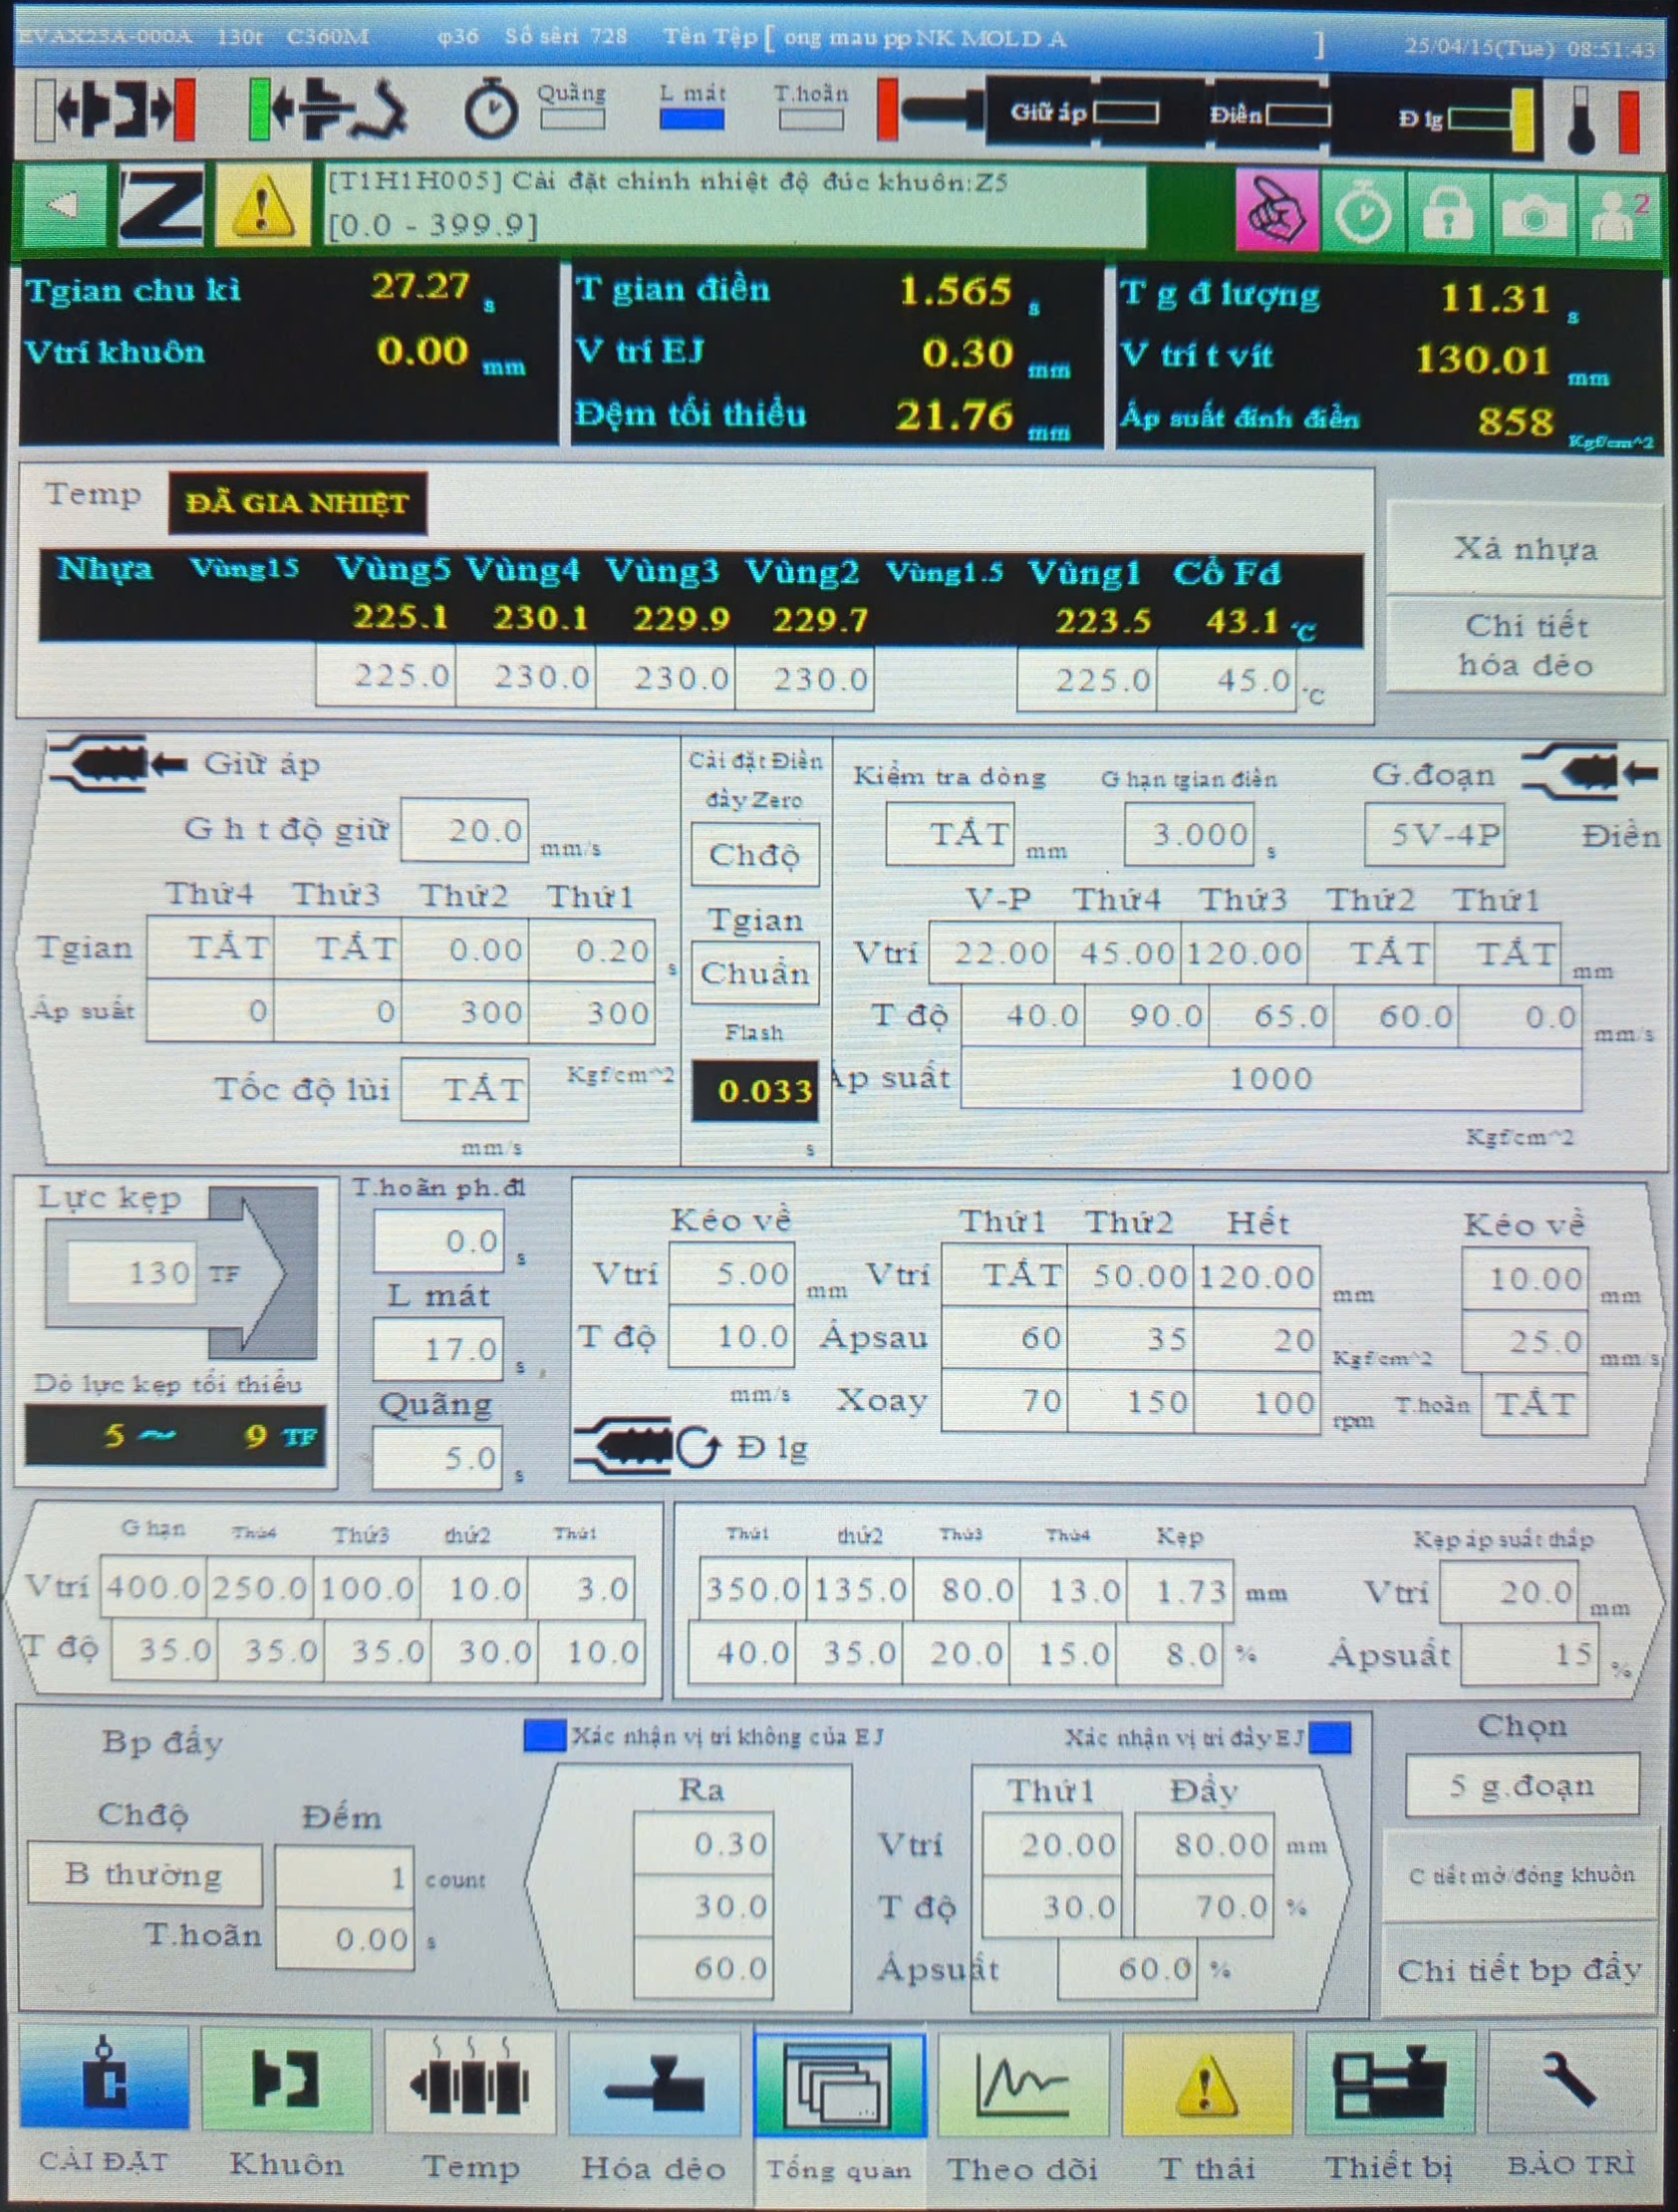 EVAX23A-000A 130t C360M φ36 Số sêri 728 Tên Tệp [ ong mau pp NK MOLD A ] 25/04/15(Tue) 08:51:43
Quãng L mát T.hoãn Giữ áp Điền Đ lg
[T1H1H005] Cài đặt chỉnh nhiệt độ đúc khuôn:Z5
[0.0 - 399.9]
2
Tgian chu kì 27.27 s T gian điền 1.565 s T g đ lượng 11.31 s
Vtrí khuôn 0.00 mm V trí EJ 0.30 mm V trí t vít 130.01 mm
Đệm tối thiểu 21.76 mm Áp suất đỉnh điền 858 Kgf/cm^2
Temp ĐÃ GIA NHIỆT
Xả nhựa
Nhựa Vùng15 Vùng5 Vùng4 Vùng3 Vùng2 Vùng1.5 Vùng1 Cổ Fd
225.1 230.1 229.9 229.7 223.5 43.1 °C
225.0 230.0 230.0 230.0 225.0 45.0 °C
Chi tiết
hóa dẻo
Giữ áp
G h t độ giữ 20.0 mm/s
Thứ4 Thứ3 Thứ2 Thứ1
Tgian TẮT TẮT 0.00 0.20 s
Áp suất 0 0 300 300
Kgf/cm^2
Tốc độ lùi TẮT
mm/s
Cài đặt Điền
đầy Zero
Chđộ
Tgian
Chuẩn
Flash
0.033
s
Kiểm tra dòng G hạn tgian điền G.đoạn
TẮT mm 3.000 s 5V-4P Điền
V-P Thứ4 Thứ3 Thứ2 Thứ1
Vtrí 22.00 45.00 120.00 TẮT TẮT mm
T độ 40.0 90.0 65.0 60.0 0.0 mm/s
Áp suất 1000
Kgf/cm^2
Lực kẹp
130 TF
Dò lực kẹp tối thiểu
5 ~ 9 TF
T.hoãn ph.đl
0.0 s
L mát
17.0 s
Quãng
5.0 s
Kéo về Thứ1 Thứ2 Hết Kéo về
Vtrí 5.00 mm Vtrí TẮT 50.00 120.00 mm 10.00 mm
T độ 10.0 Ápsau 60 35 20 Kgf/cm^2 25.0 mm/s
mm/s Xoay 70 150 100 rpm T.hoãn TẮT
Đ lg
G hạn Thứ4 Thứ3 thứ2 Thứ1
Vtrí 400.0 250.0 100.0 10.0 3.0
T độ 35.0 35.0 35.0 30.0 10.0
Thứ1 thứ2 Thứ3 Thứ4 Kẹp Kẹp áp suất thấp
350.0 135.0 80.0 13.0 1.73 mm Vtrí 20.0 mm
40.0 35.0 20.0 15.0 8.0 % Ápsuất 15 %
Bp đẩy Xác nhận vị trí không của EJ Xác nhận vị trí đẩy EJ
Chọn
5 g.đoạn
Chđộ Đếm
B thường 1 count
T.hoãn 0.00 s
Ra Thứ1 Đẩy
0.30 Vtrí 20.00 80.00 mm
30.0 T độ 30.0 70.0 %
60.0 Ápsuất 60.0 %
C tiết mở/đóng khuôn
Chi tiết bp đẩy
CÀI ĐẶT Khuôn Temp Hóa dẻo Tổng quan Theo dõi T thái Thiết bị BẢO TRÌ